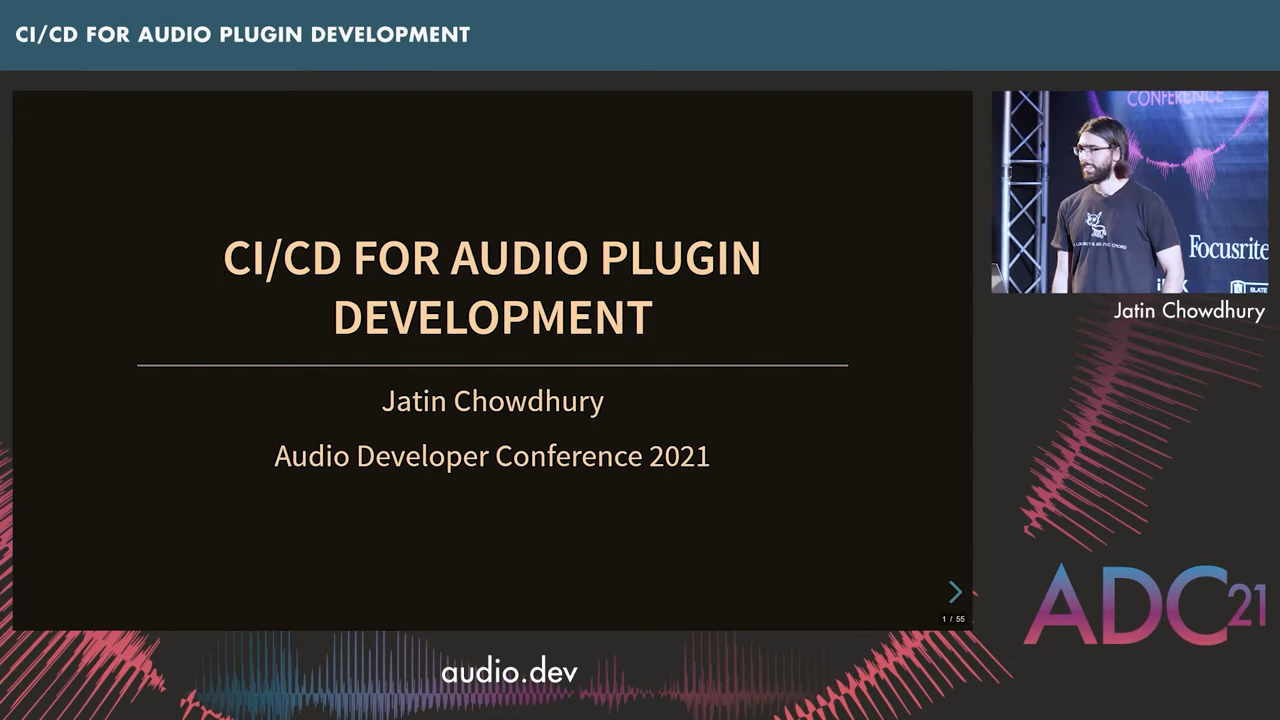 CI/CD FOR AUDIO PLUGIN DEVELOPMENT
CI/CD FOR AUDIO PLUGIN
DEVELOPMENT
Jatin Chowdhury
Audio Developer Conference 2021
1 / 55
CONFERENCE
Focusrite
Jatin Chowdhury
ADC21
audio.dev